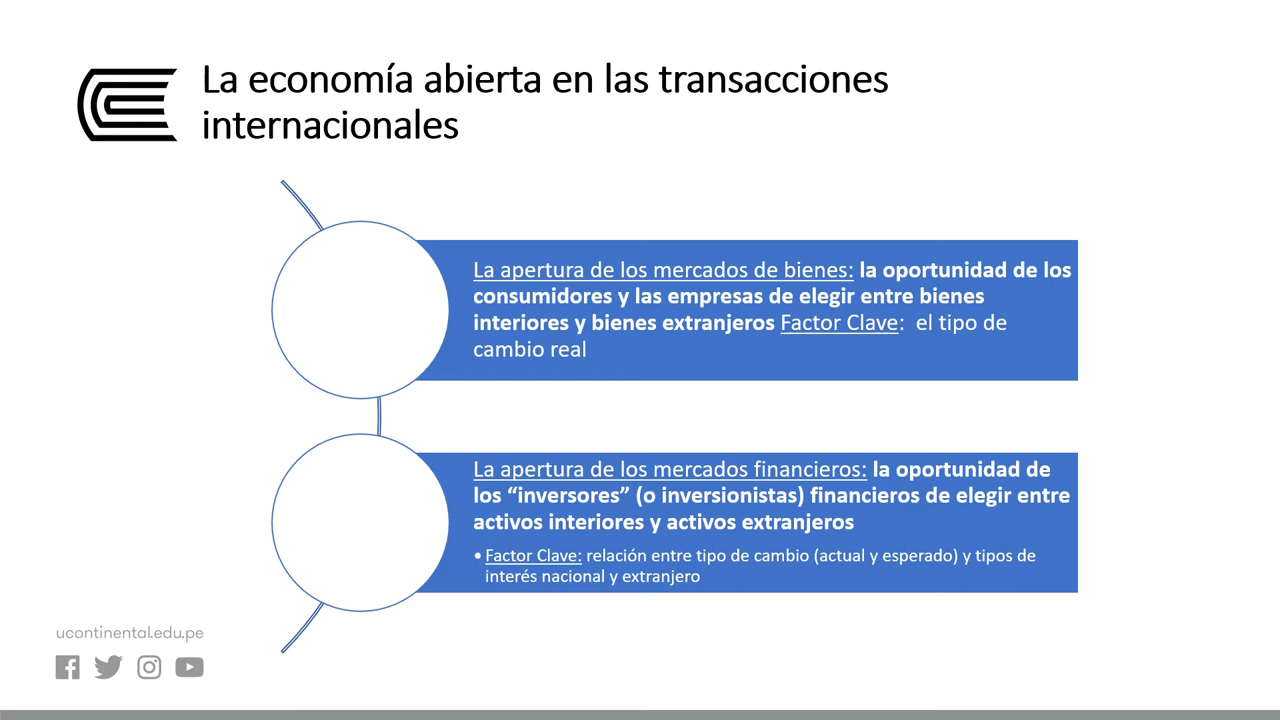 La economía abierta en las transacciones
internacionales
La apertura de los mercados de bienes: la oportunidad de los
consumidores y las empresas de elegir entre bienes
interiores y bienes extranjeros Factor Clave:  el tipo de
cambio real
La apertura de los mercados financieros: la oportunidad de
los “inversores” (o inversionistas) financieros de elegir entre
activos interiores y activos extranjeros
• Factor Clave: relación entre tipo de cambio (actual y esperado) y tipos de
interés nacional y extranjero
ucontinental.edu.pe